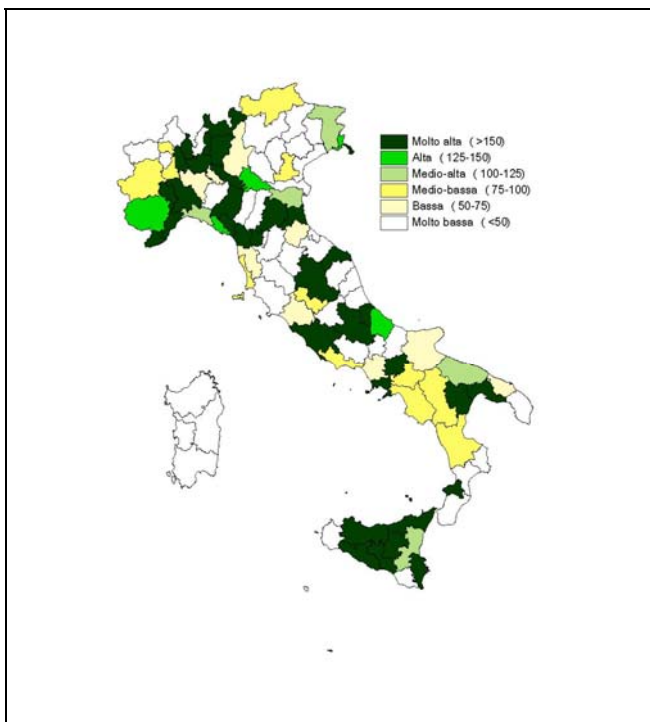 Molto alta (>150)
Alta (125-150)
Medio-alta (100-125)
Medio-bassa (75-100)
Bassa (50-75)
Molto bassa (<50)